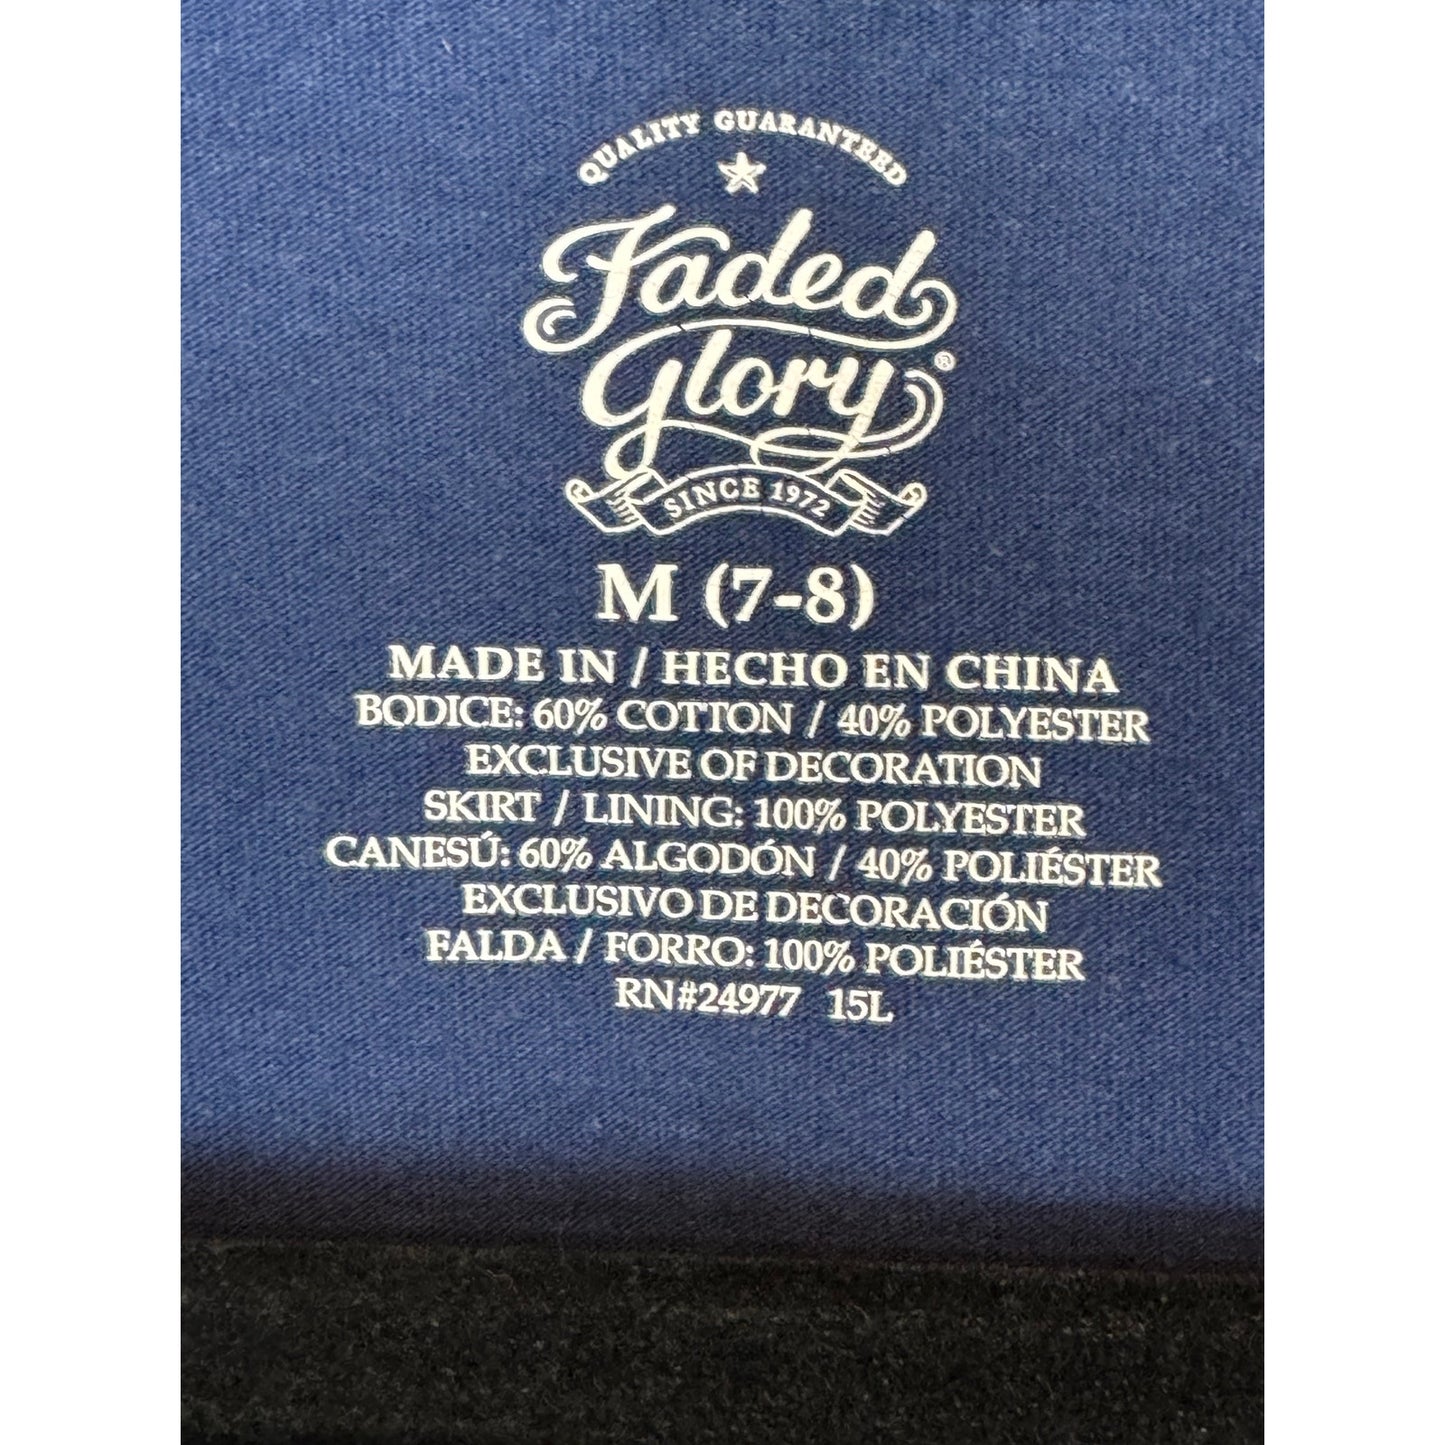 QUALITY GUARANTEED
Faded
Glory®
SINCE 1972
M (7-8)
MADE IN / HECHO EN CHINA
BODICE: 60% COTTON / 40% POLYESTER
EXCLUSIVE OF DECORATION
SKIRT / LINING: 100% POLYESTER
CANESÚ: 60% ALGODÓN / 40% POLIÉSTER
EXCLUSIVO DE DECORACIÓN
FALDA / FORRO: 100% POLIÉSTER
RN#24977 15L